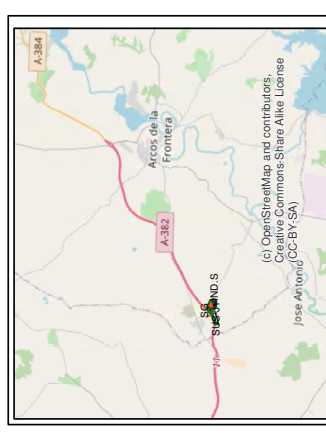 A-384
Arcos de la
Frontera
A-382
José Antonio
(c) OpenStreetMap and contributors,
Creative Commons-Share Alike License
(CC-BY-SA)